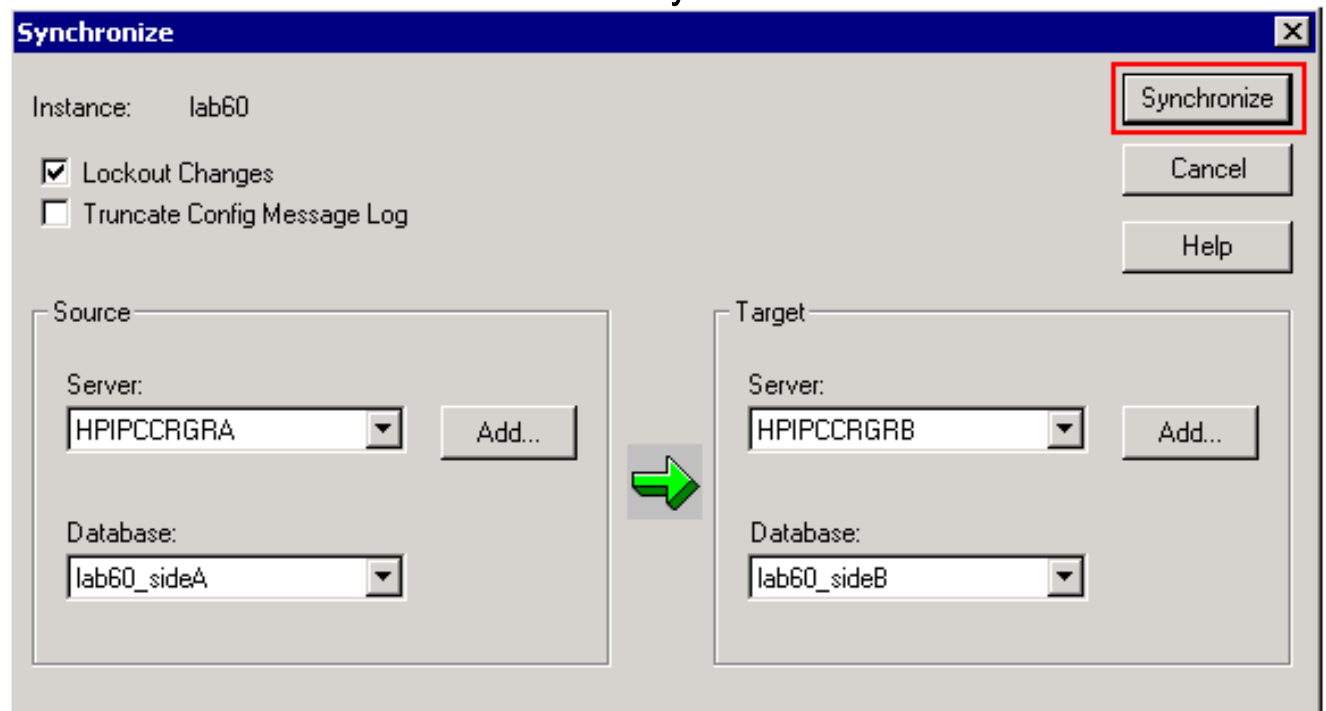 Synchronize
Instance: lab60
Synchronize
Lockout Changes
Cancel
Truncate Config Message Log
Help
Source
Target
Server:
Server:
HPIPCCRGRA
Add...
HPIPCCRGRB
Add...
Database:
Database:
lab60_sideA
lab60_sideB